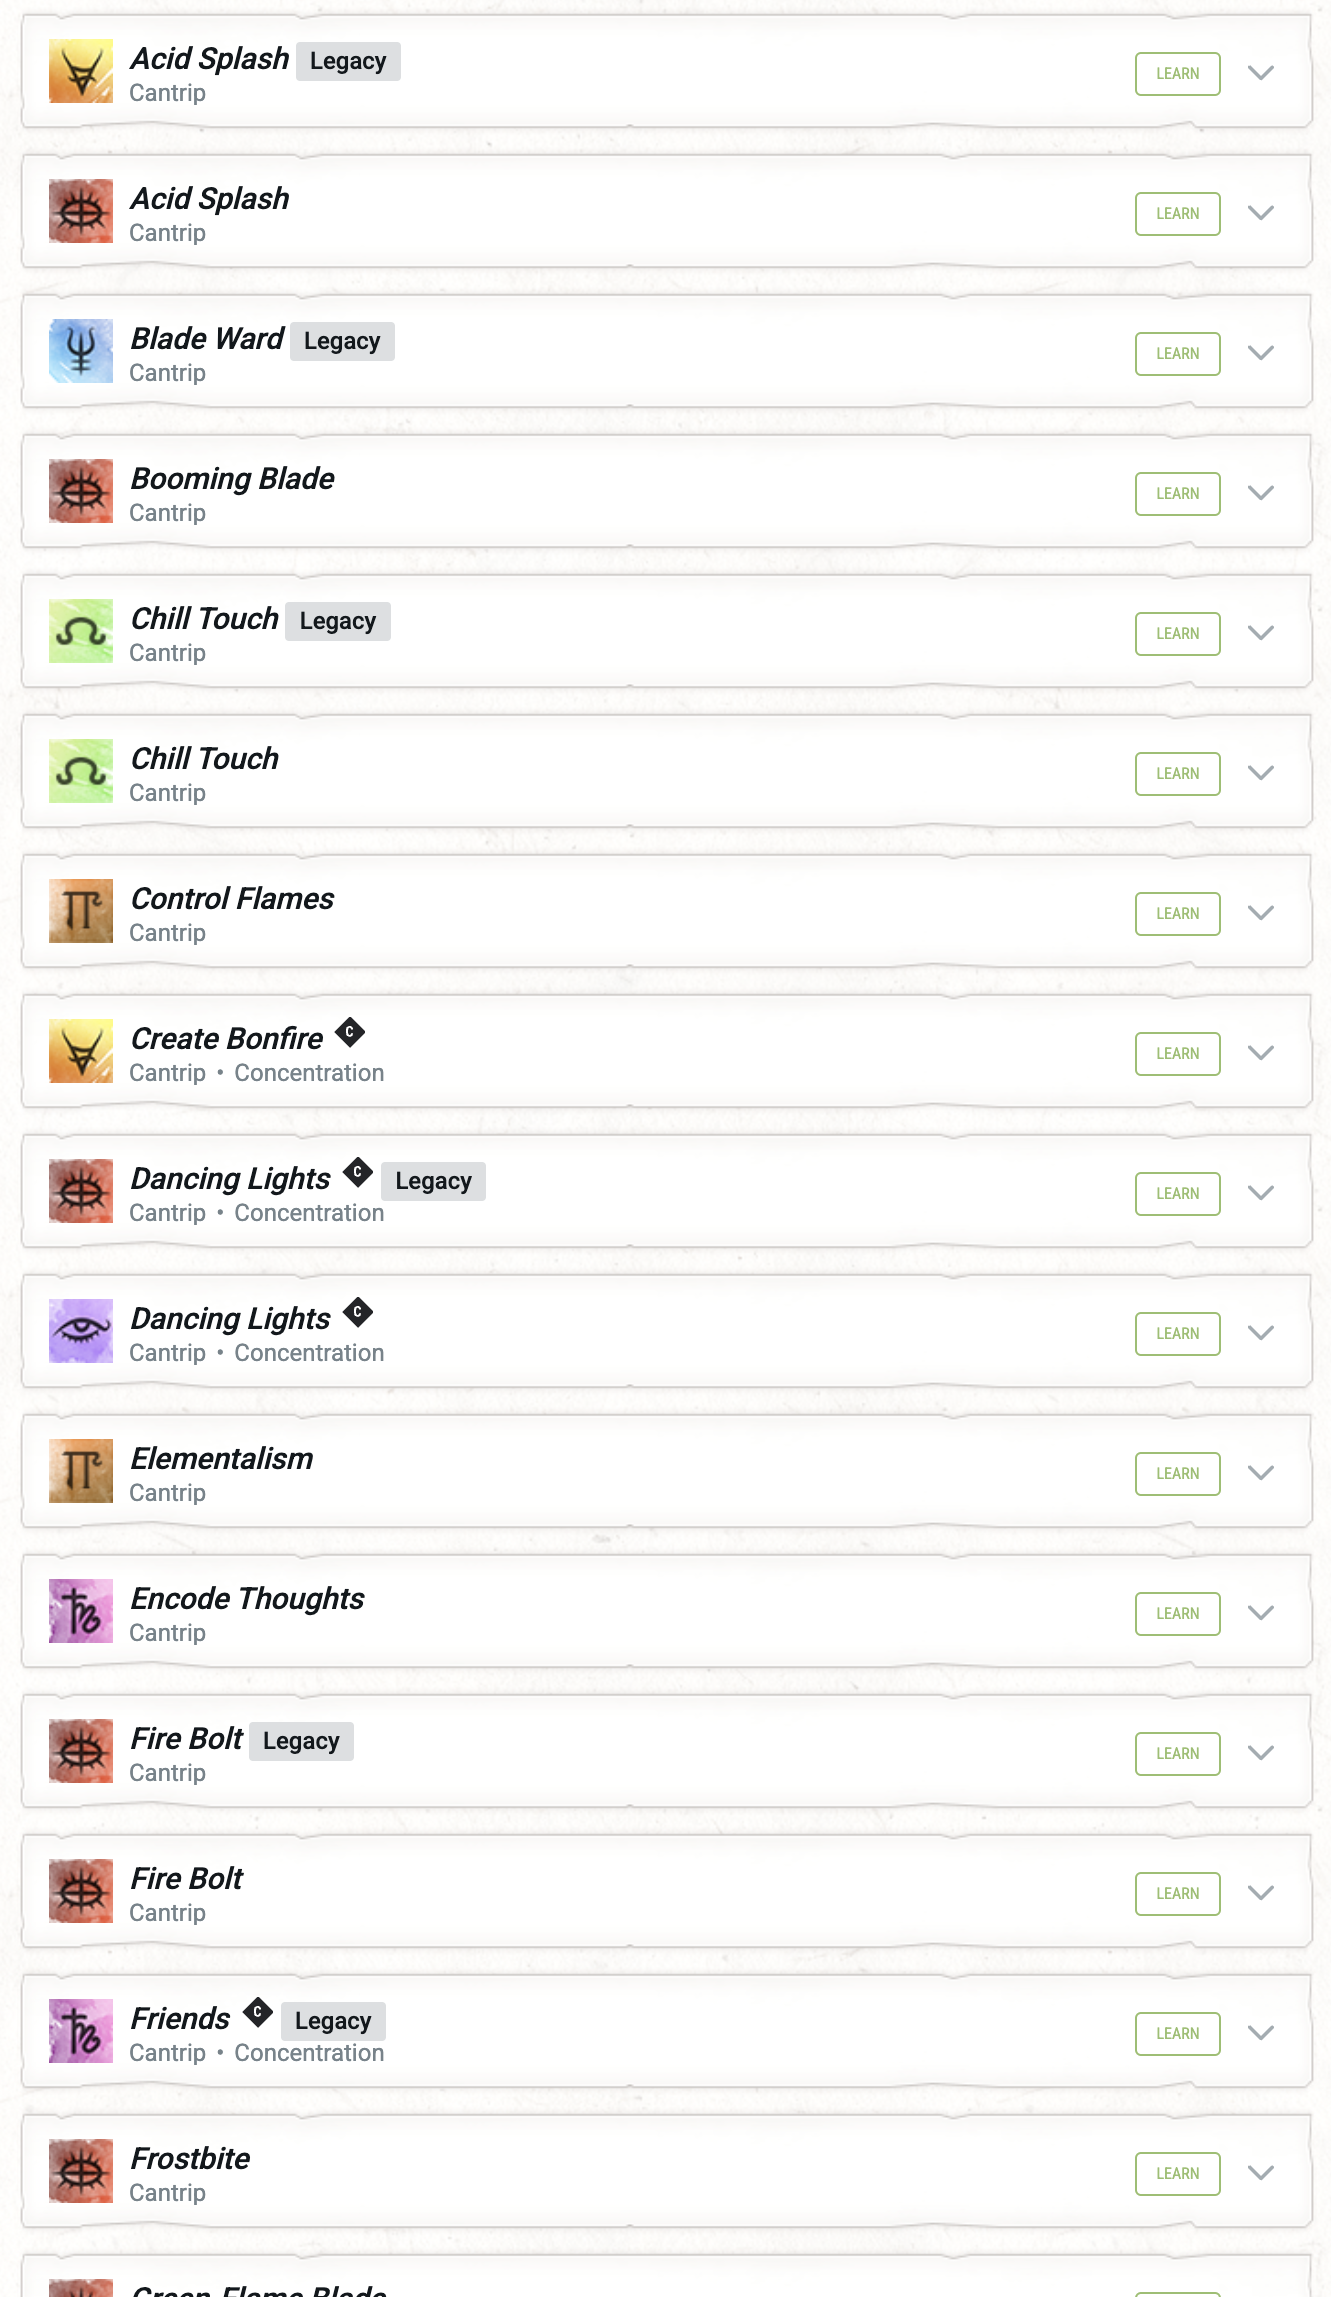 Acid Splash Legacy
Cantrip
LEARN
Acid Splash
Cantrip
LEARN
Blade Ward Legacy
Cantrip
LEARN
Booming Blade
Cantrip
LEARN
Chill Touch Legacy
Cantrip
LEARN
Chill Touch
Cantrip
LEARN
Control Flames
Cantrip
LEARN
Create Bonfire C
Cantrip • Concentration
LEARN
Dancing Lights C Legacy
Cantrip • Concentration
LEARN
Dancing Lights C
Cantrip • Concentration
LEARN
Elementalism
Cantrip
LEARN
Encode Thoughts
Cantrip
LEARN
Fire Bolt Legacy
Cantrip
LEARN
Fire Bolt
Cantrip
LEARN
Friends C Legacy
Cantrip • Concentration
LEARN
Frostbite
Cantrip
LEARN
Green-Flame Blade